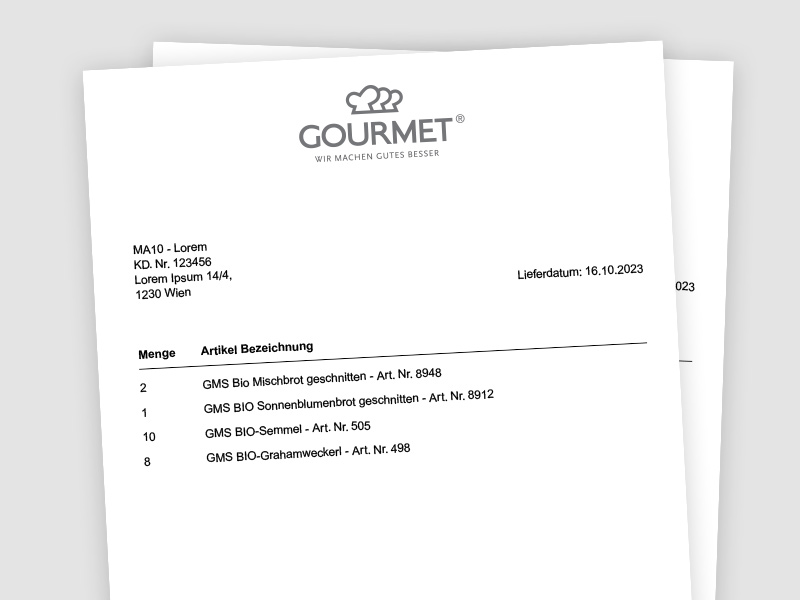 GOURMET®
WIR MACHEN GUTES BESSER
MA10 - Lorem
KD. Nr. 123456
Lorem Ipsum 14/4,
1230 Wien
Lieferdatum: 16.10.2023
023
Menge Artikel Bezeichnung
2 GMS Bio Mischbrot geschnitten - Art. Nr. 8948
1 GMS BIO Sonnenblumenbrot geschnitten - Art. Nr. 8912
10 GMS BIO-Semmel - Art. Nr. 505
8 GMS BIO-Grahamweckerl - Art. Nr. 498